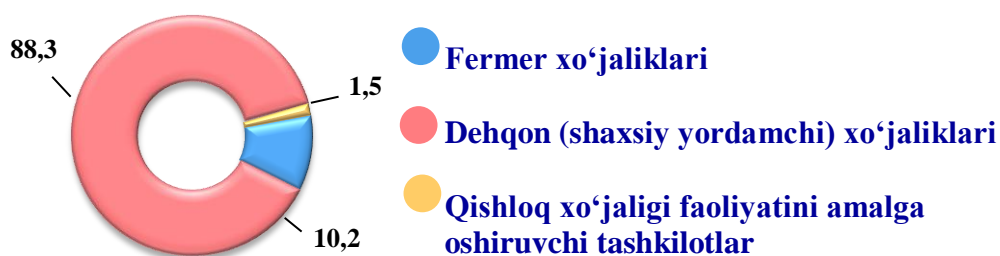 88,3
1,5
10,2
Fermer xo‘jaliklari
Dehqon (shaxsiy yordamchi) xo‘jaliklari
Qishloq xo‘jaligi faoliyatini amalga
oshiruvchi tashkilotlar